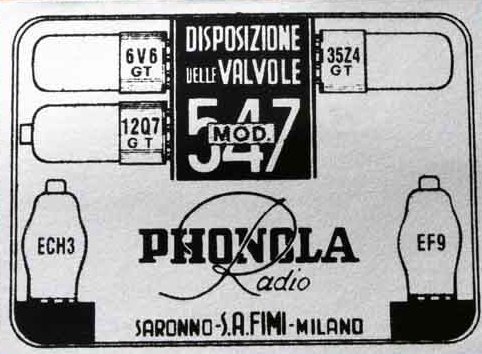 DISPOSIZIONE
DELLE VALVOLE
6V6
GT
35Z4
GT
547
MOD.
12Q7
GT
ECH3
PHONOLA
Radio
EF9
SARONNO-S.A.FIMI-MILANO